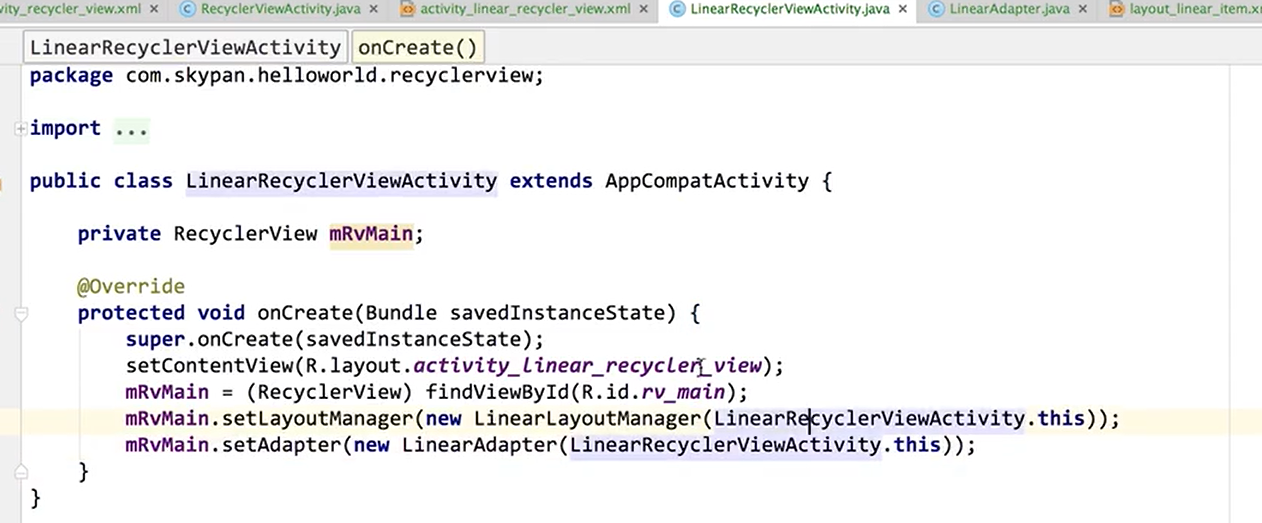 vity_recycler_view.xml × RecyclerViewActivity.java × activity_linear_recycler_view.xml × LinearRecyclerViewActivity.java × LinearAdapter.java × layout_linear_item.xm
LinearRecyclerViewActivity onCreate()
package com.skypan.helloworld.recyclerview;
import ...
public class LinearRecyclerViewActivity extends AppCompatActivity {
private RecyclerView mRvMain;
@Override
protected void onCreate(Bundle savedInstanceState) {
super.onCreate(savedInstanceState);
setContentView(R.layout.activity_linear_recycler_view);
mRvMain = (RecyclerView) findViewById(R.id.rv_main);
mRvMain.setLayoutManager(new LinearLayoutManager(LinearRecyclerViewActivity.this));
mRvMain.setAdapter(new LinearAdapter(LinearRecyclerViewActivity.this));
}
}